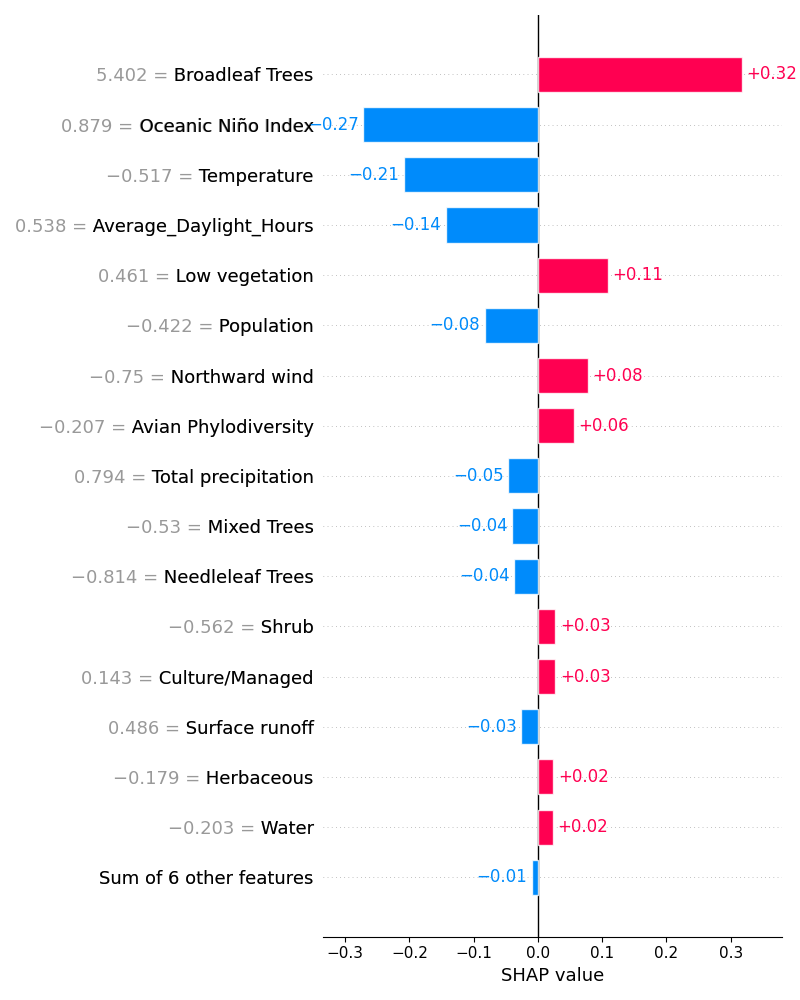 5.402 = Broadleaf Trees +0.32
0.879 = Oceanic Niño Index −0.27
−0.517 = Temperature −0.21
0.538 = Average_Daylight_Hours −0.14
0.461 = Low vegetation +0.11
−0.422 = Population −0.08
−0.75 = Northward wind +0.08
−0.207 = Avian Phylodiversity +0.06
0.794 = Total precipitation −0.05
−0.53 = Mixed Trees −0.04
−0.814 = Needleleaf Trees −0.04
−0.562 = Shrub +0.03
0.143 = Culture/Managed +0.03
0.486 = Surface runoff −0.03
−0.179 = Herbaceous +0.02
−0.203 = Water +0.02
Sum of 6 other features −0.01
−0.3 −0.2 −0.1 0.0 0.1 0.2 0.3
SHAP value